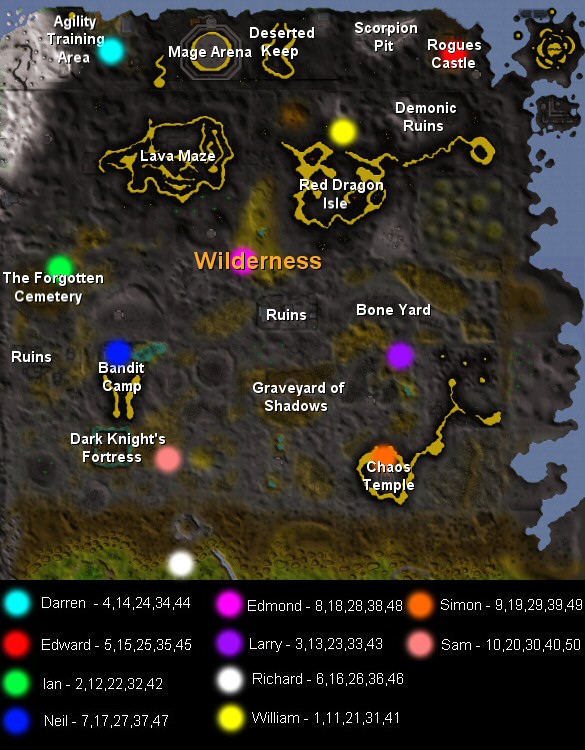 Agility
Training
Area
Mage Arena
Deserted
Keep
Scorpion
Pit
Rogues
Castle
Demonic
Ruins
Lava Maze
Red Dragon
Isle
Wilderness
The Forgotten
Cemetery
Ruins
Bone Yard
Ruins
Bandit
Camp
Graveyard of
Shadows
Dark Knight's
Fortress
Chaos
Temple
Darren - 4,14,24,34,44
Edmond - 8,18,28,38,48
Simon - 9,19,29,39,49
Edward - 5,15,25,35,45
Larry - 3,13,23,33,43
Sam - 10,20,30,40,50
Ian - 2,12,22,32,42
Richard - 6,16,26,36,46
Neil - 7,17,27,37,47
William - 1,11,21,31,41